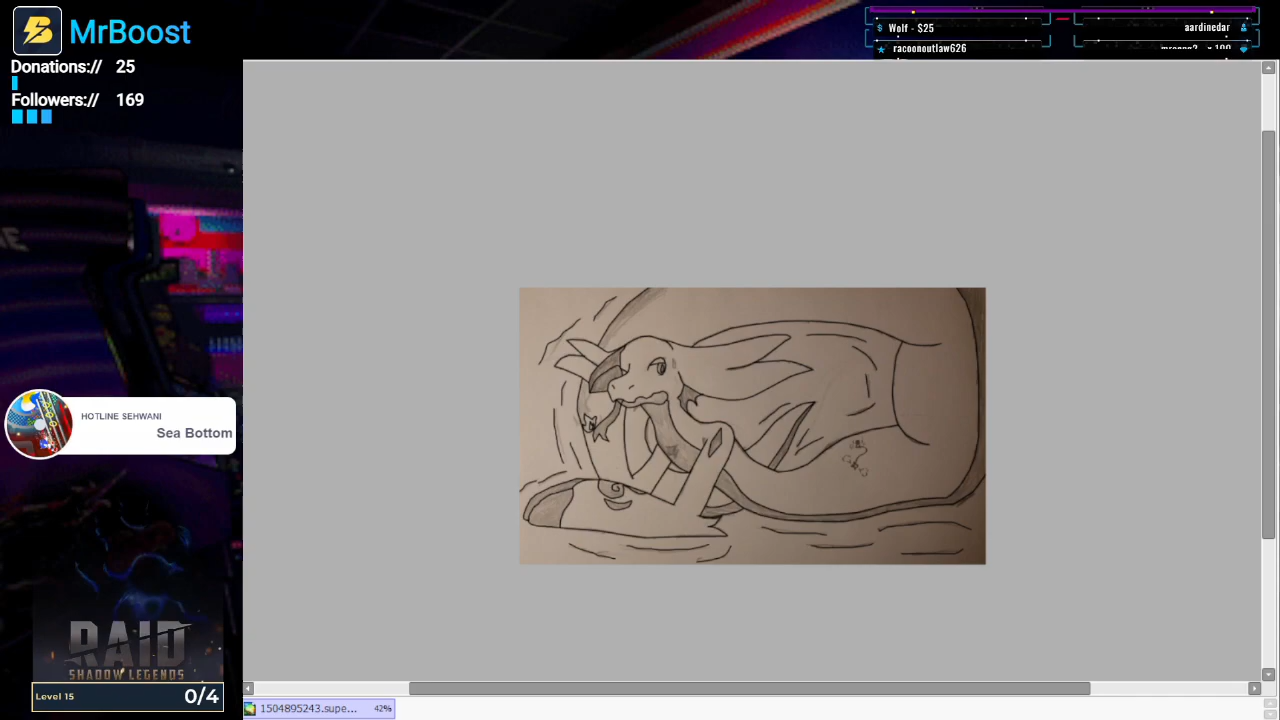 MrBoost
Donations:// 25
Followers:// 169
Wolf - $25
racoonoutlaw626
aardinedar
HOTLINE SEHWANI
Sea Bottom
RAID
SHADOW LEGENDS
Level 15
0/4
1504895243.supe... 42%